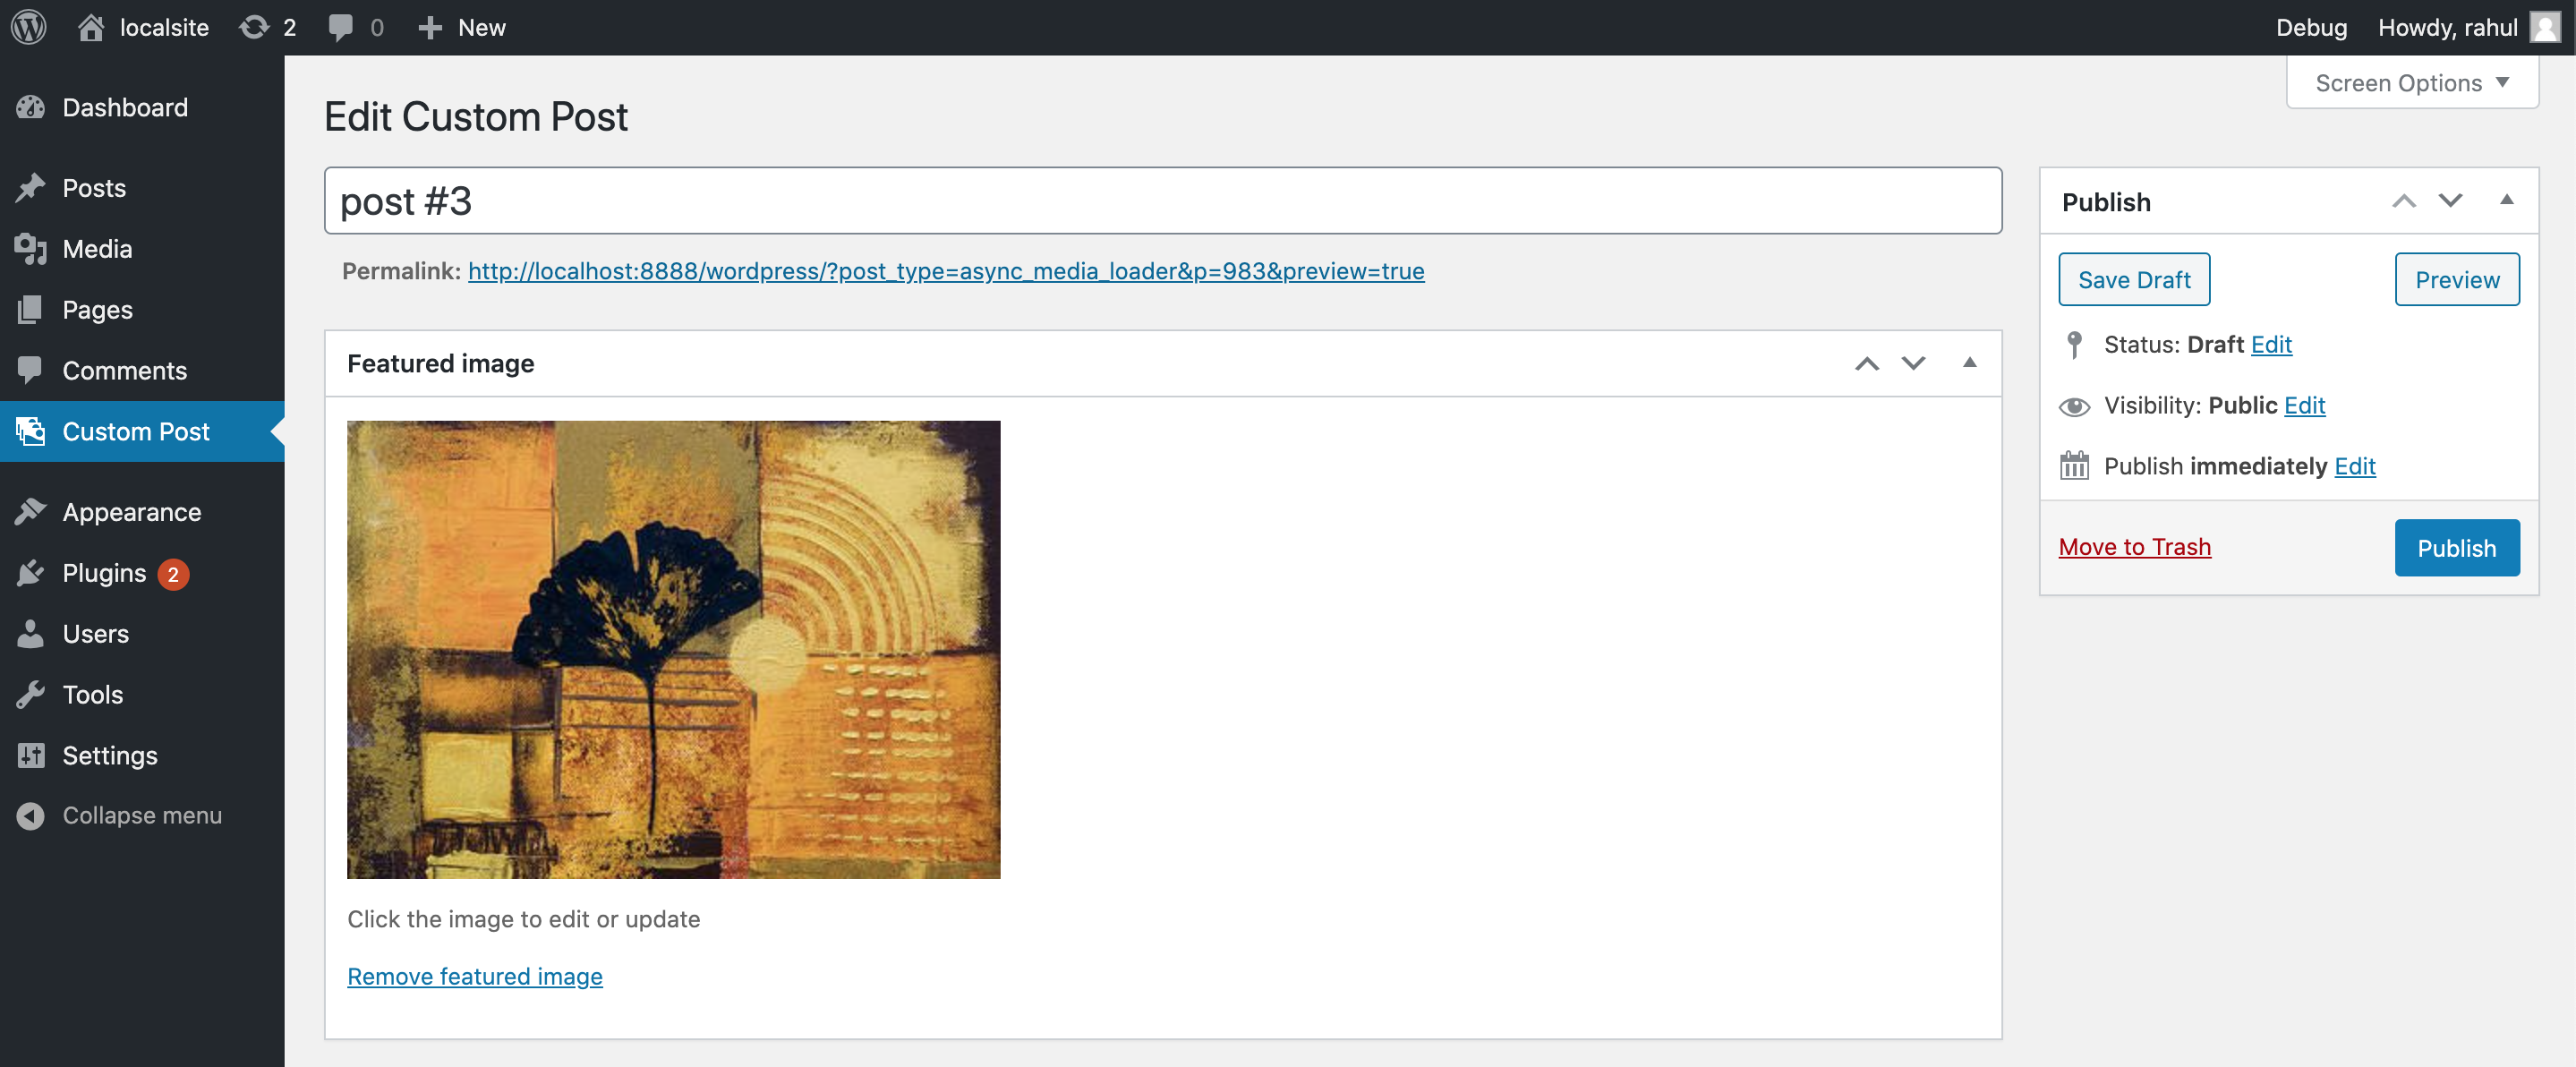 localsite 2 0 New Debug Howdy, rahul
Screen Options
Dashboard
Posts
Media
Pages
Comments
Custom Post
Appearance
Plugins 2
Users
Tools
Settings
Collapse menu
Edit Custom Post
post #3
Permalink: http://localhost:8888/wordpress/?post_type=async_media_loader&p=983&preview=true
Featured image
Click the image to edit or update
Remove featured image
Publish
Save Draft Preview
Status: Draft Edit
Visibility: Public Edit
Publish immediately Edit
Move to Trash Publish